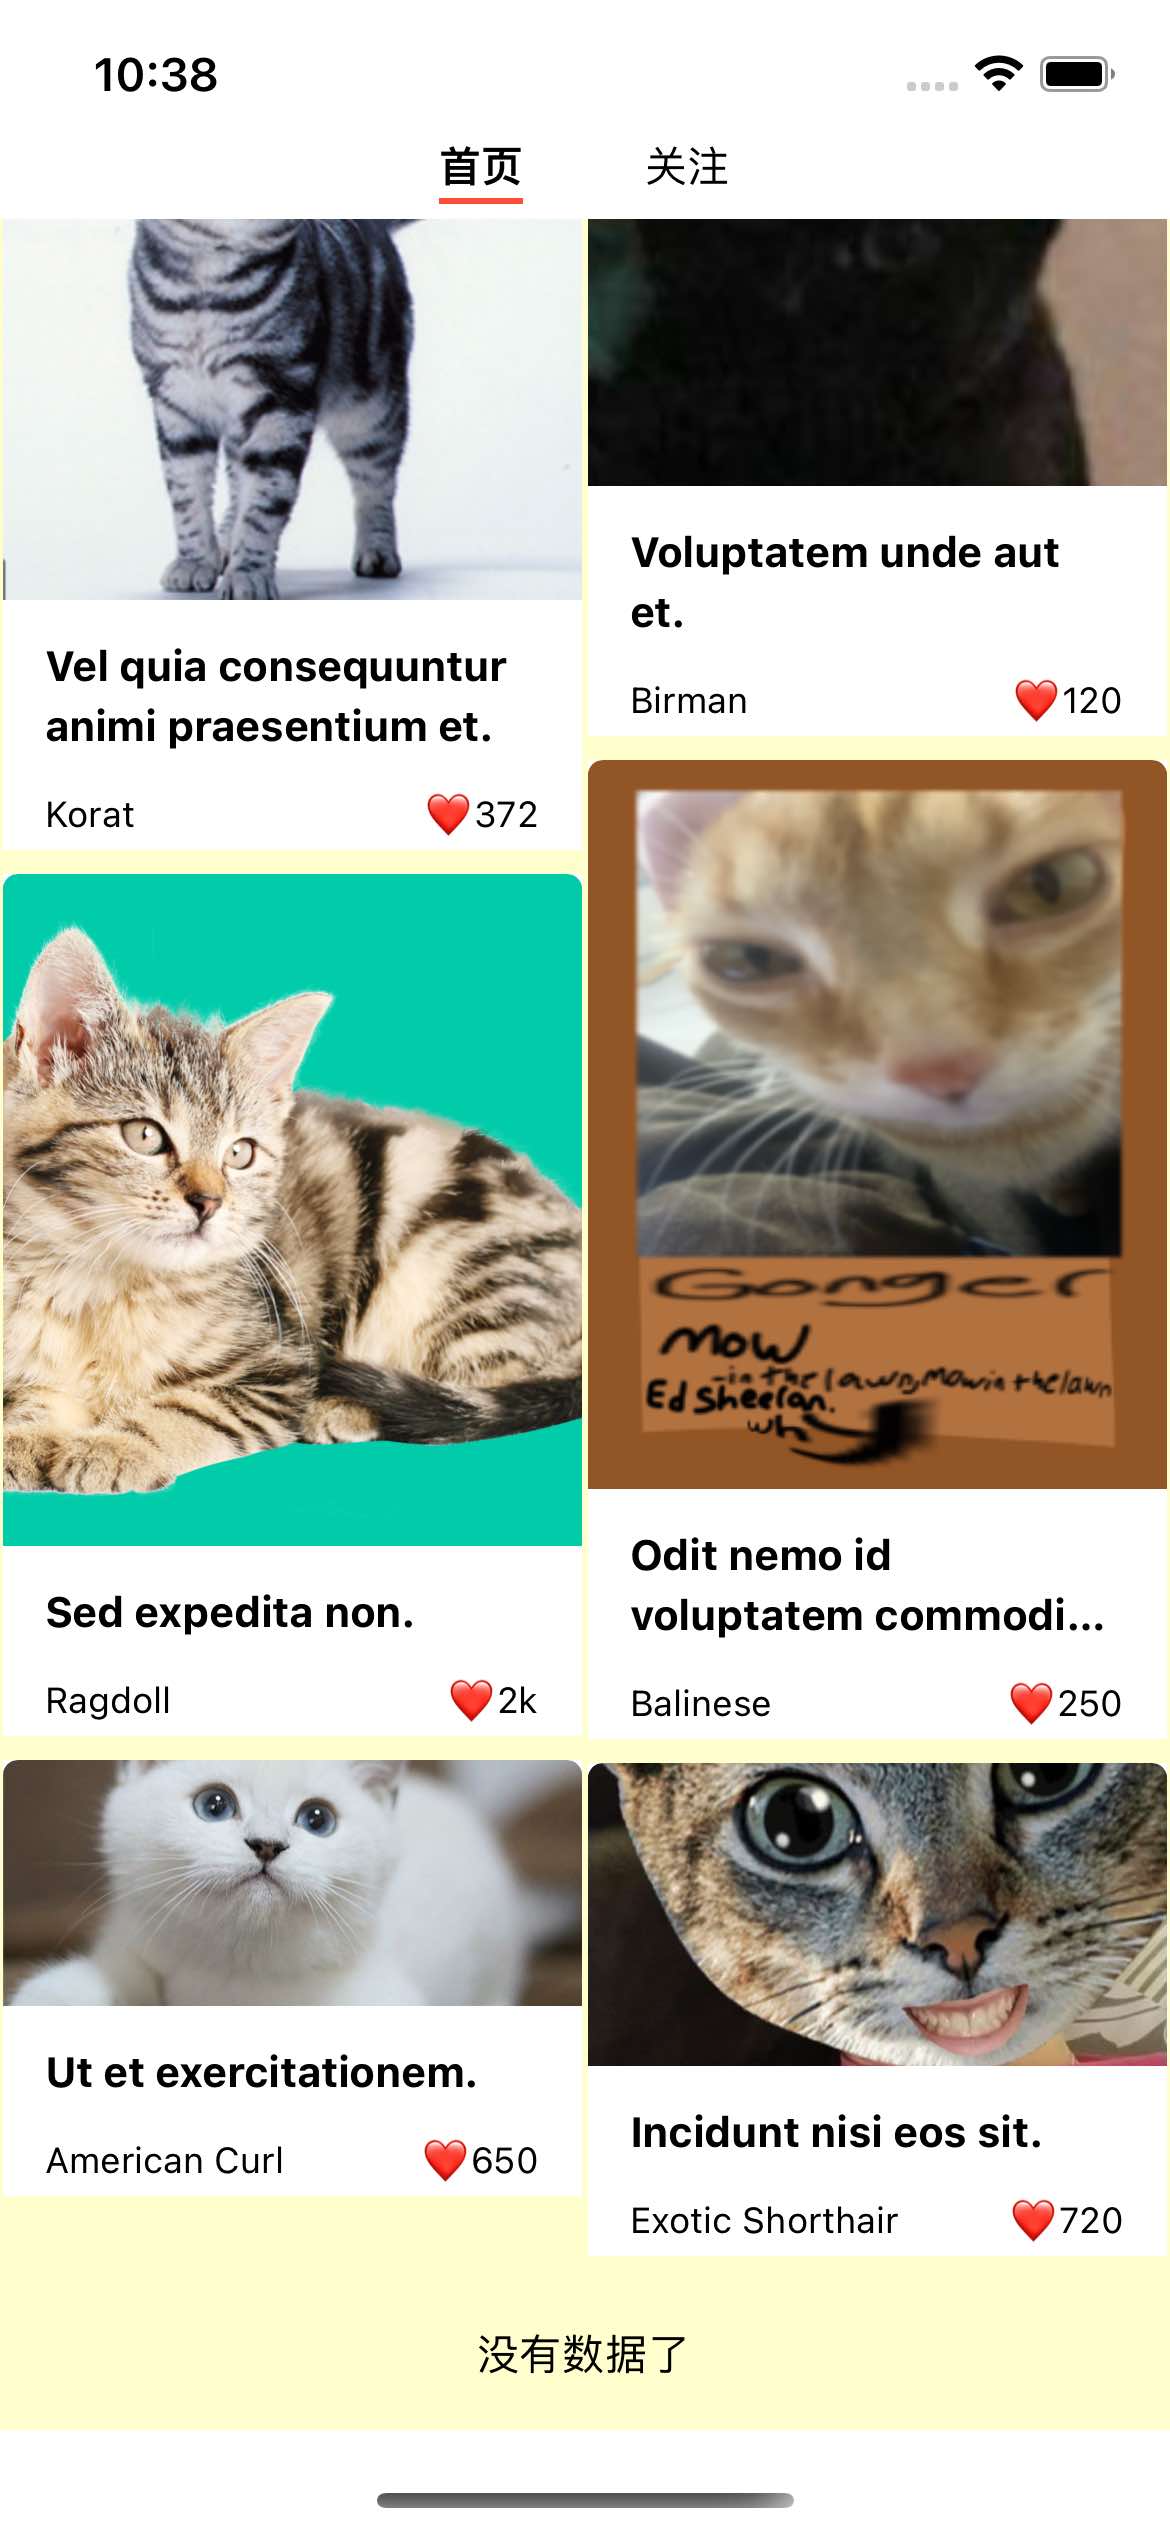 10:38
首页 关注
Vel quia consequuntur
animi praesentium et.
Korat ❤️372
Voluptatem unde aut
et.
Birman ❤️120
Gonger
Mow
-in the lawn, Mow in the lawn
Ed Sheeran.
wh
Sed expedita non.
Ragdoll ❤️2k
Odit nemo id
voluptatem commodi...
Balinese ❤️250
Ut et exercitationem.
American Curl ❤️650
Incidunt nisi eos sit.
Exotic Shorthair ❤️720
没有数据了